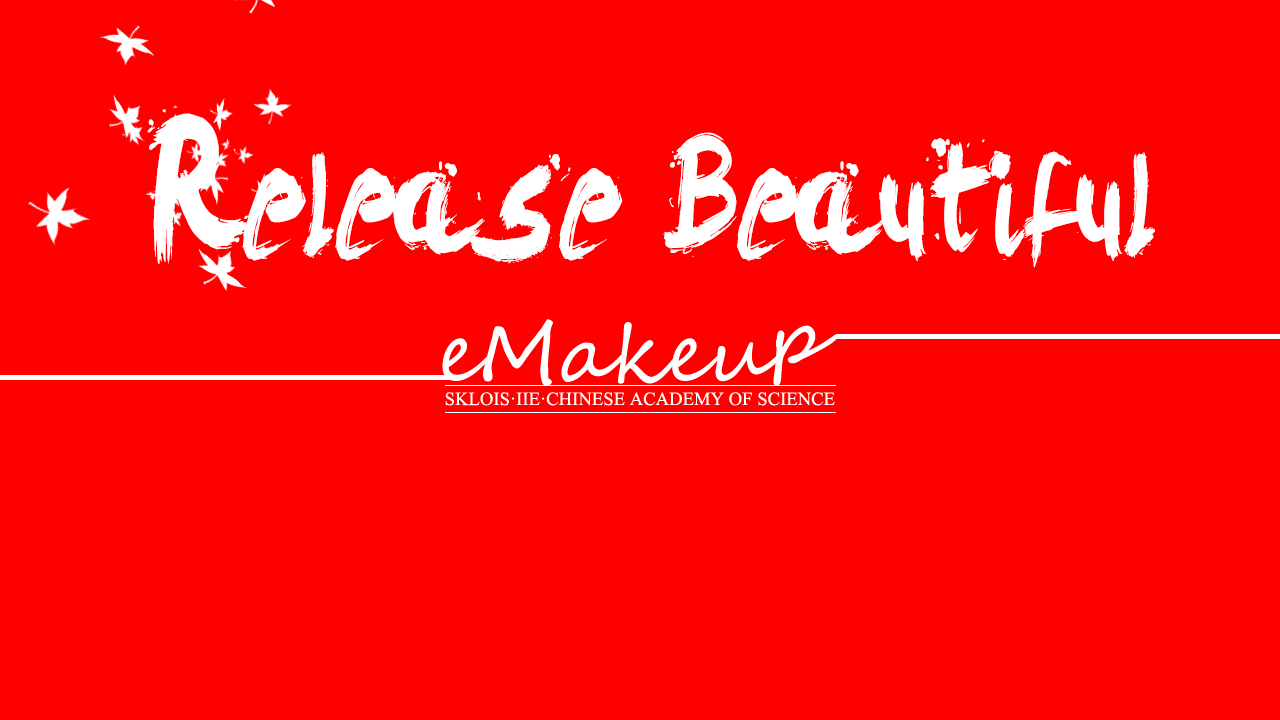 Release Beautiful
eMakeup
SKLOIS·IIE·CHINESE ACADEMY OF SCIENCE